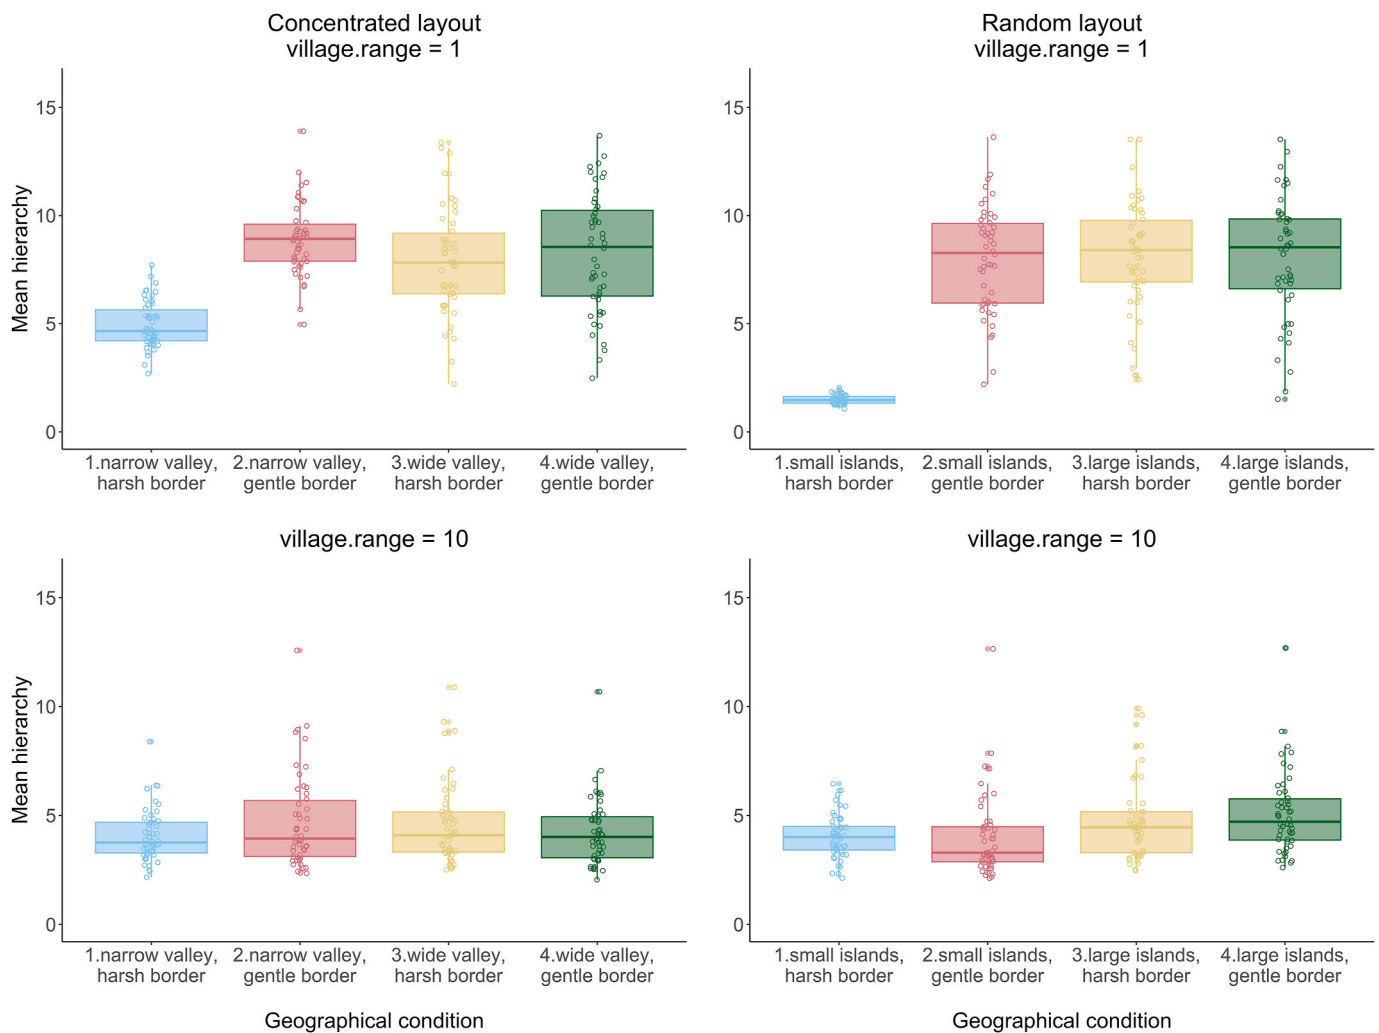 Concentrated layout
village.range = 1
Mean hierarchy
15
10
5
0
1.narrow valley, 2.narrow valley, 3.wide valley, 4.wide valley,
harsh border gentle border harsh border gentle border
Random layout
village.range = 1
15
10
5
0
1.small islands, 2.small islands, 3.large islands, 4.large islands,
harsh border gentle border harsh border gentle border
village.range = 10
Mean hierarchy
15
10
5
0
1.narrow valley, 2.narrow valley, 3.wide valley, 4.wide valley,
harsh border gentle border harsh border gentle border
Geographical condition
village.range = 10
15
10
5
0
1.small islands, 2.small islands, 3.large islands, 4.large islands,
harsh border gentle border harsh border gentle border
Geographical condition